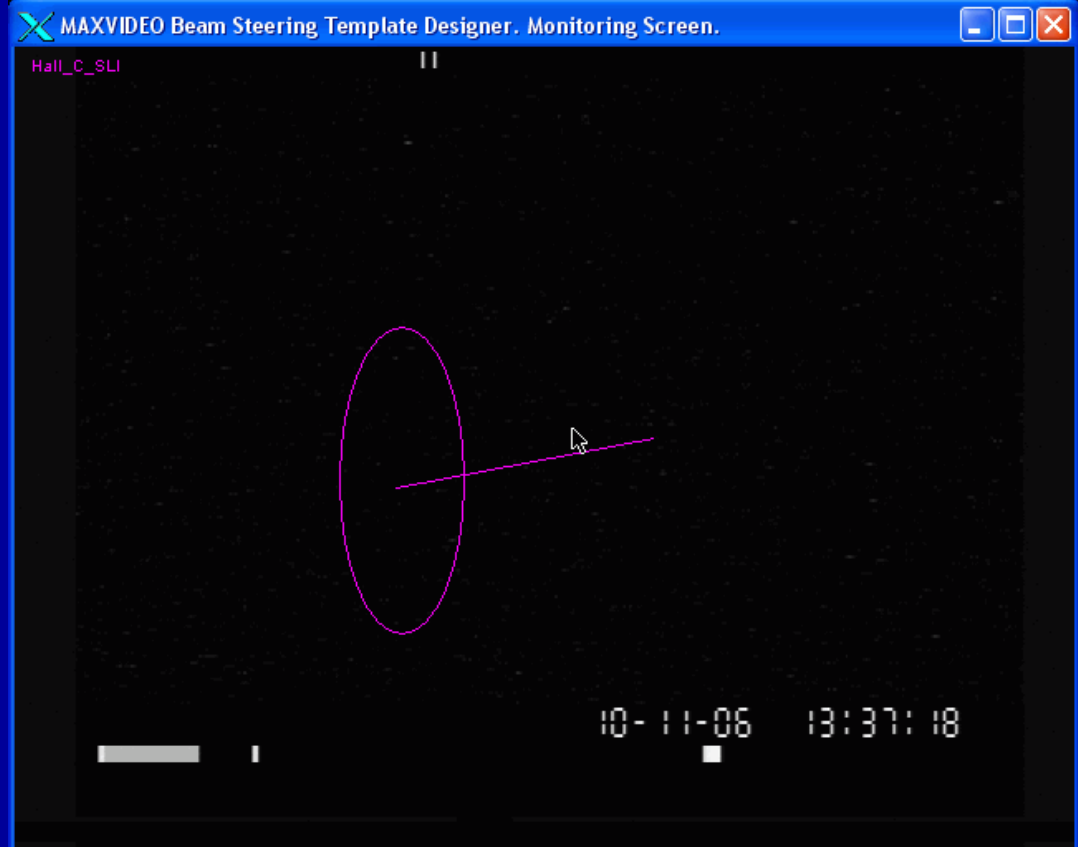 MAXVIDEO Beam Steering Template Designer. Monitoring Screen.
Hall_C_SLI
10-11-06 13:37:18